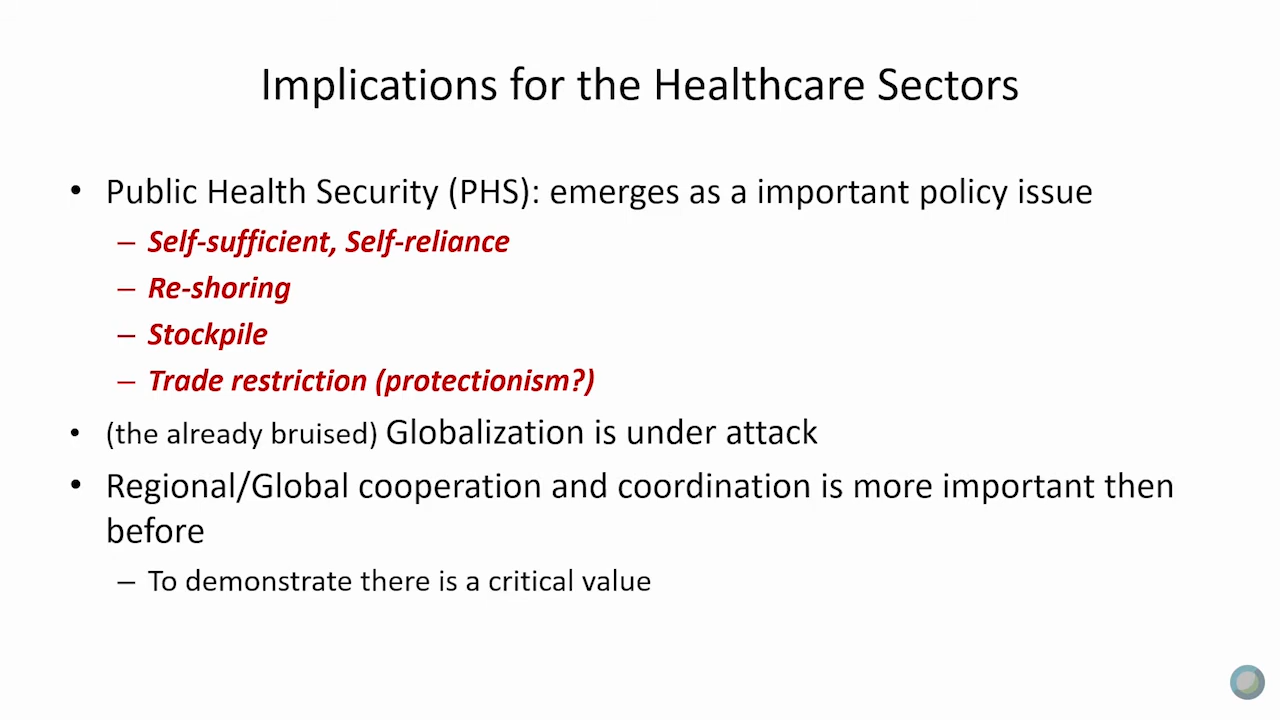 Implications for the Healthcare Sectors
• Public Health Security (PHS): emerges as a important policy issue
– Self-sufficient, Self-reliance
– Re-shoring
– Stockpile
– Trade restriction (protectionism?)
• (the already bruised) Globalization is under attack
• Regional/Global cooperation and coordination is more important then
before
– To demonstrate there is a critical value